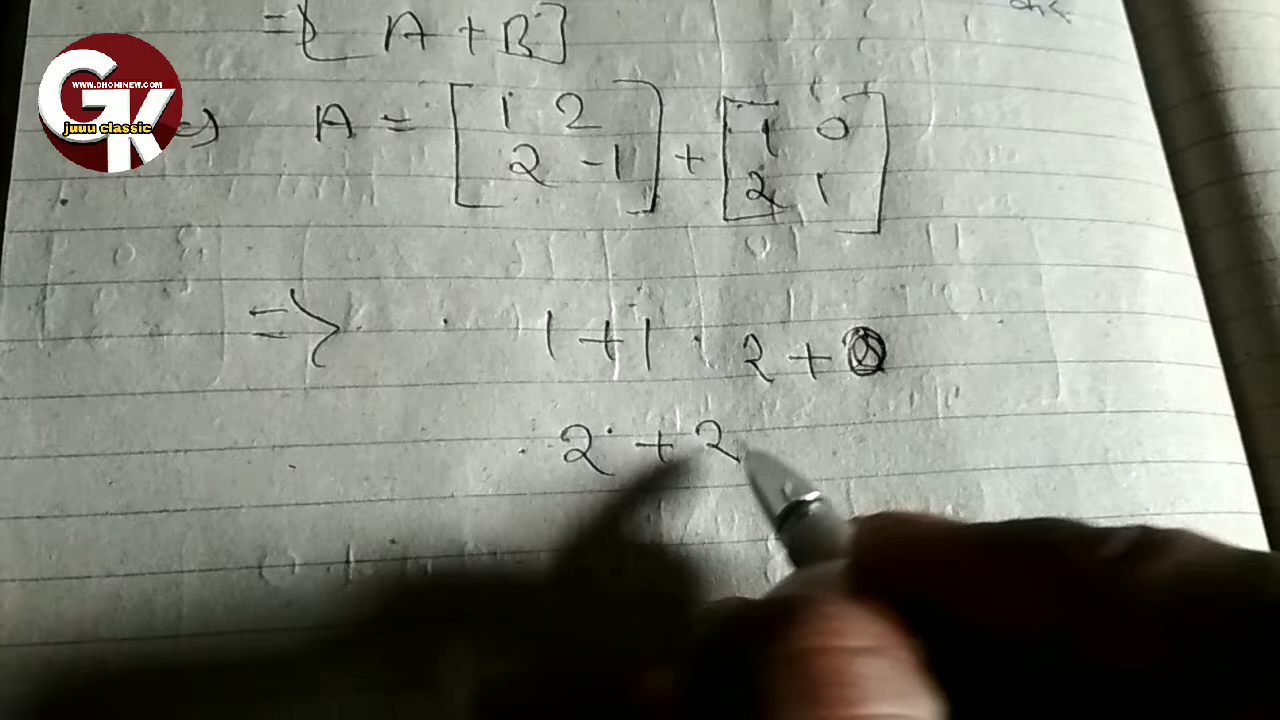 => [ A + B ]
WWW.DHONINEW.COM
GK
juuu classic
=> A = [ 1 2 ] + [ 1 0 ]
2 -1 2 1
=> 1 + 1 2 + 0
2 + 2